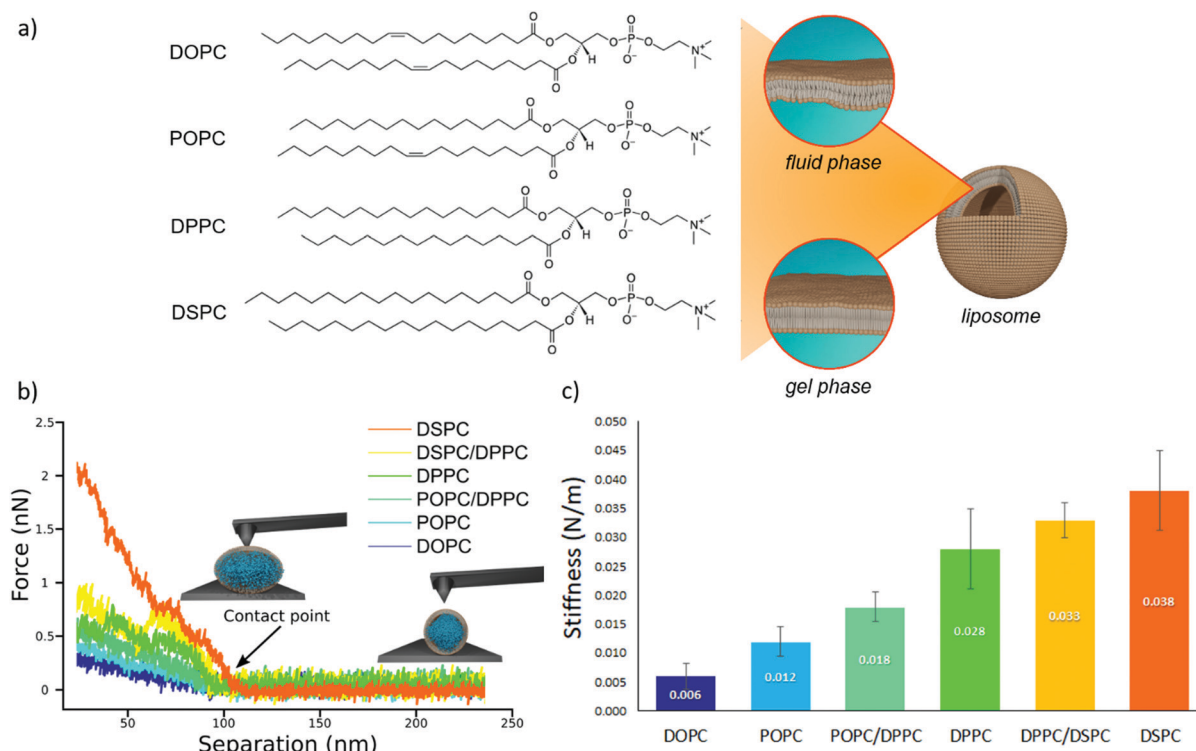 a)
DOPC
POPC
DPPC
DSPC
O
O
O
O
P
O
O⁻
O
H
N⁺
O
O
O
O
P
O
O⁻
O
H
N⁺
O
O
O
O
P
O
O⁻
O
H
N⁺
O
O
O
O
P
O
O⁻
O
H
N⁺
fluid phase
gel phase
liposome
b)
Force (nN)
2.5
2
1.5
1
0.5
0
DSPC
DSPC/DPPC
DPPC
POPC/DPPC
POPC
DOPC
Contact point
50
100
150
200
250
Separation (nm)
c)
Stiffness (N/m)
0.050
0.045
0.040
0.035
0.030
0.025
0.020
0.015
0.010
0.005
0.000
0.006
0.012
0.018
0.028
0.033
0.038
DOPC
POPC
POPC/DPPC
DPPC
DPPC/DSPC
DSPC